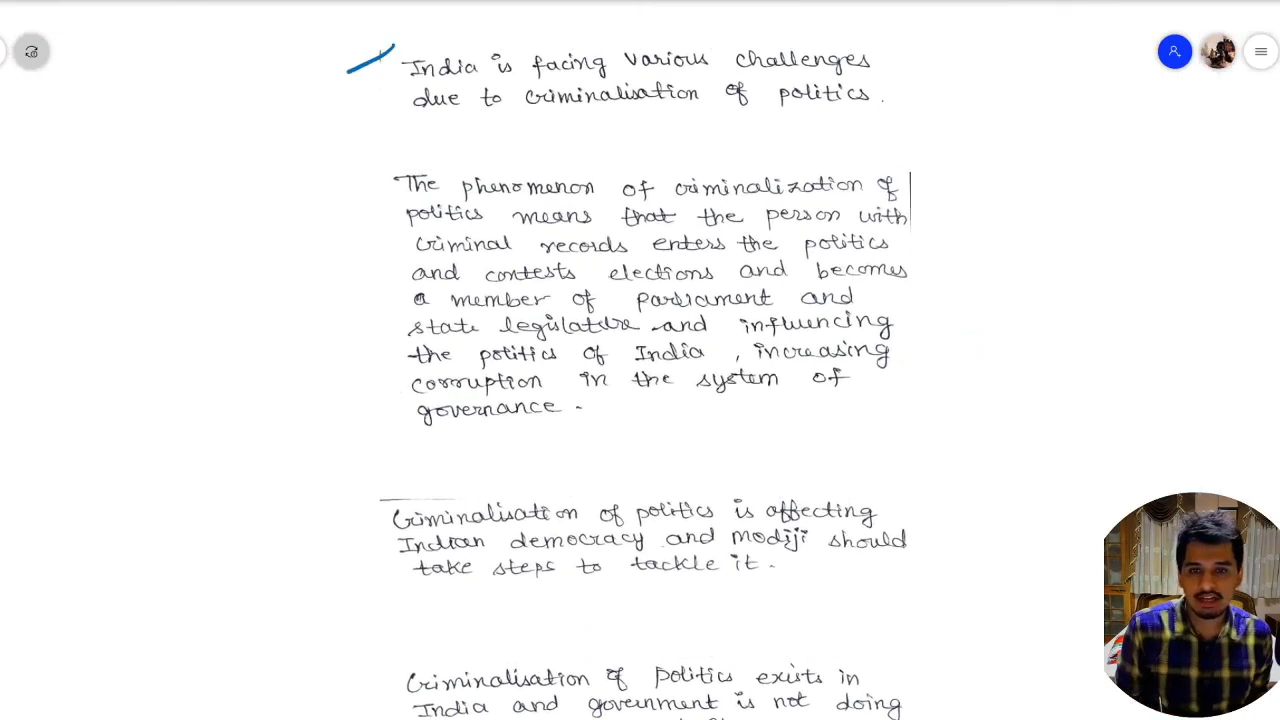 India is facing various challenges
due to criminalisation of politics.
The phenomenon of criminalization of
politics means that the person with
criminal records enters the politics
and contests elections and becomes
a member of parliament and
state legislature and influencing
the politics of India, increasing
corruption in the system of
governance.
Criminalisation of politics is affecting
Indian democracy and modiji should
take steps to tackle it.
Criminalisation of Politics exists in
India and government is not doing